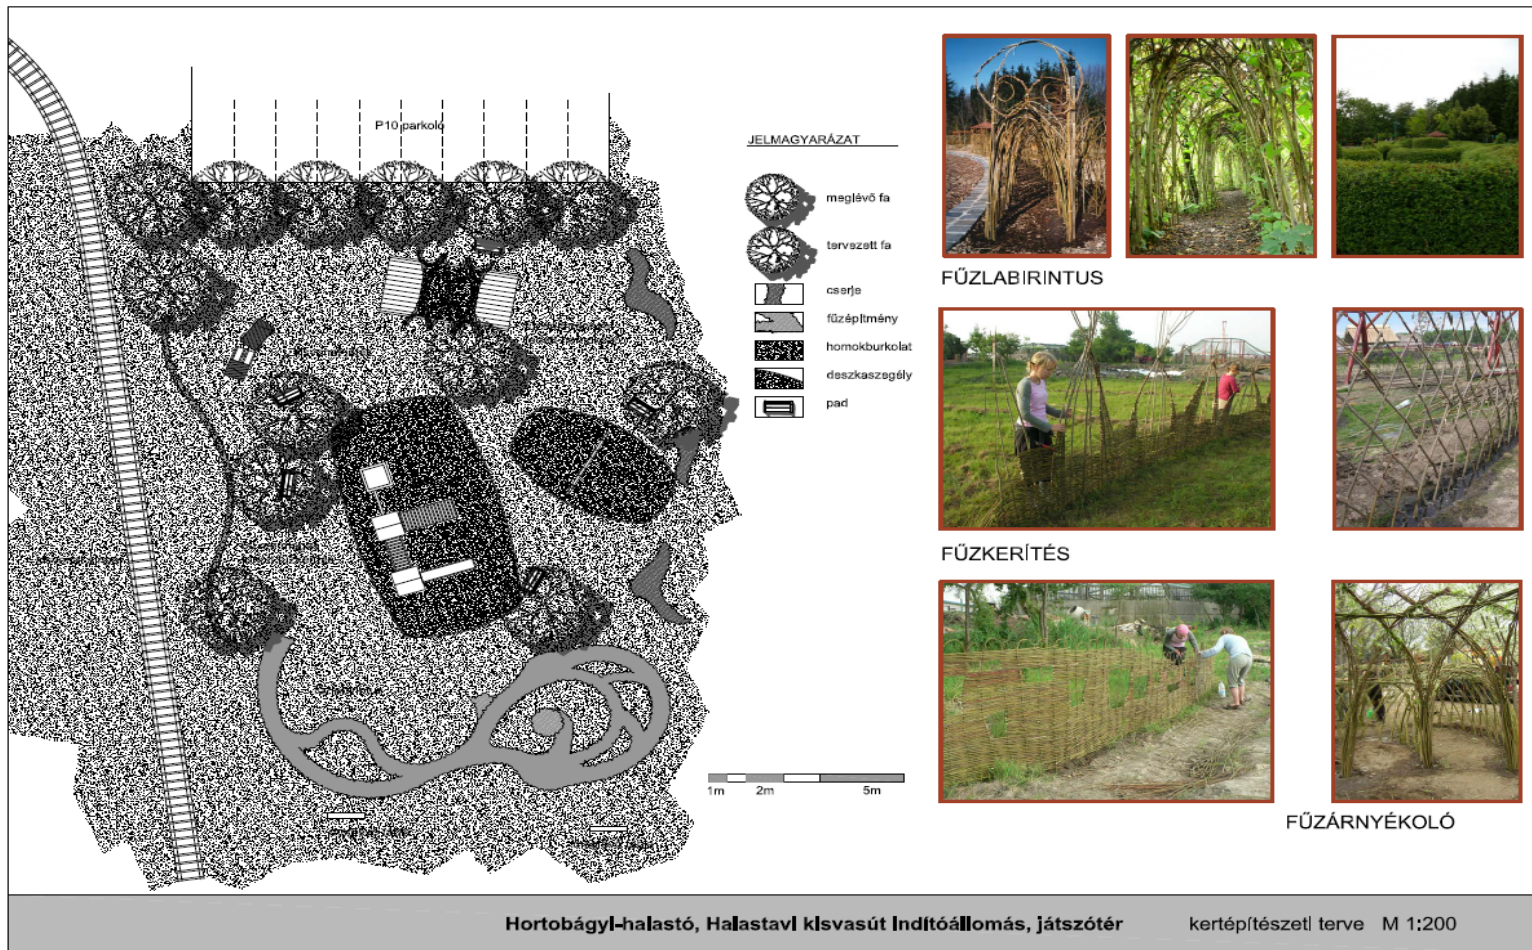 P10 parkoló
JELMAGYARÁZAT
meglévő fa
tervezett fa
cserje
fűzépítmény
homokburkolat
deszkaszegély
pad
1m 2m 5m
FŰZLABIRINTUS
FŰZKERÍTÉS
FŰZÁRNYÉKOLÓ
Hortobágyi-halastó, Halastavi kisvasút indítóállomás, játszótér kertépítészeti terve M 1:200